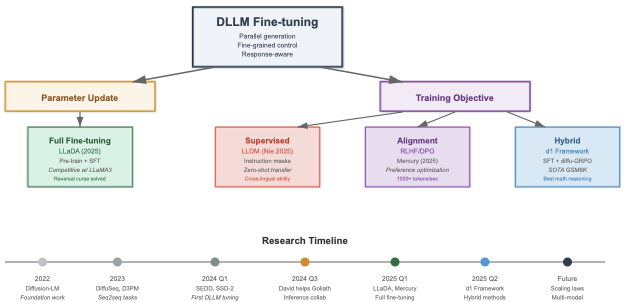 DLLM Fine-tuning
Parallel generation
Fine-grained control
Response-aware
Parameter Update
Training Objective
Full Fine-tuning
LLaDA (2025)
Pre-train + SFT
Competitive w/ LLaMA3
Reversal curse solved
Supervised
LLDM (Nie 2025)
Instruction masks
Zero-shot transfer
Cross-lingual ability
Alignment
RLHF/DPO
Mercury (2025)
Preference optimization
1000+ tokens/sec
Hybrid
d1 Framework
SFT + diffu-GRPO
SOTA GSM8K
Best math reasoning
Research Timeline
2022
Diffusion-LM
Foundation work
2023
DiffuSeq, D3PM
Seq2seq tasks
2024 Q1
SEDD, SSD-2
First DLLM tuning
2024 Q3
David helps Goliath
Inference collab
2025 Q1
LLaDA, Mercury
Full fine-tuning
2025 Q2
d1 Framework
Hybrid methods
Future
Scaling laws
Multi-modal